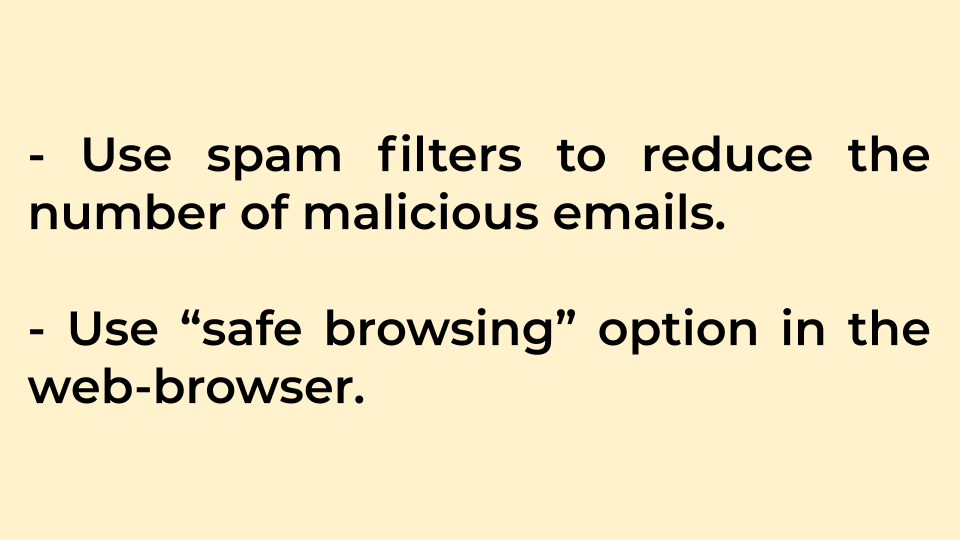 - Use spam filters to reduce the
number of malicious emails.
- Use “safe browsing” option in the
web-browser.